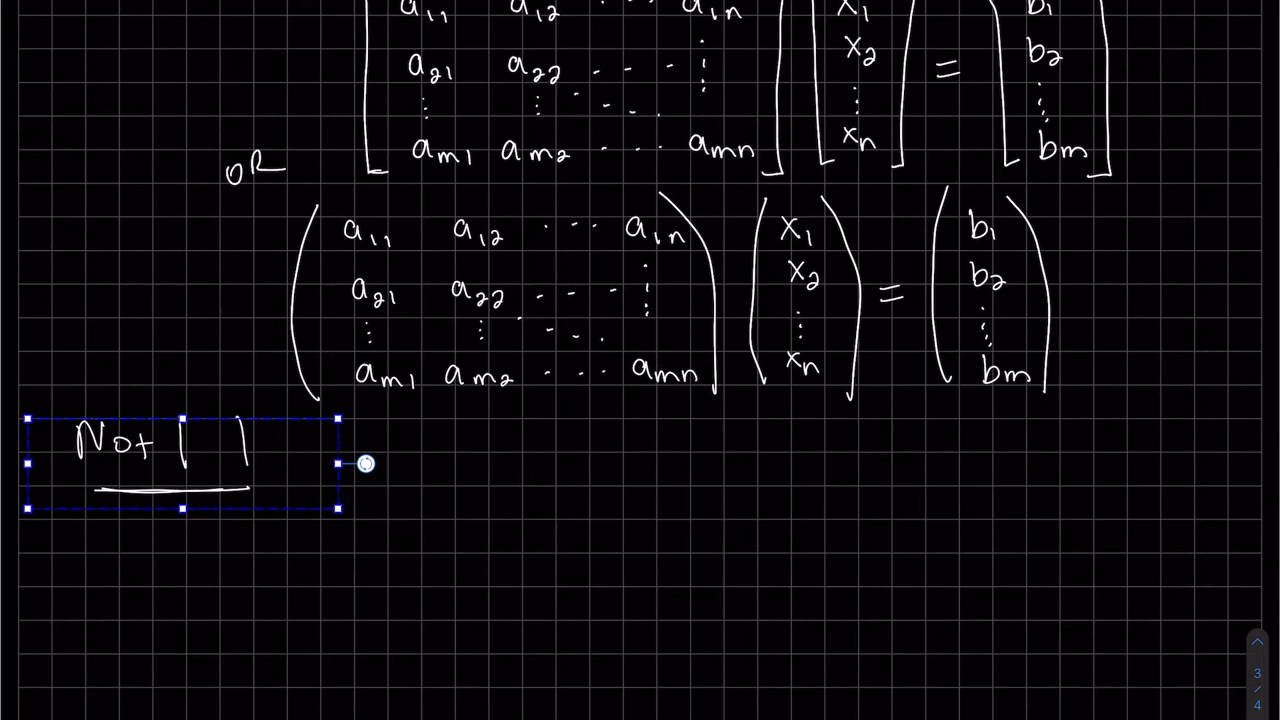 a₁₁ a₁₂ ... a₁ₙ x₁ b₁
a₂₁ a₂₂ ... ⋮ x₂ = b₂
⋮ ⋮ ... ⋮ ⋮
aₘ₁ aₘ₂ ... aₘₙ xₙ bₘ
OR
a₁₁ a₁₂ ... a₁ₙ x₁ b₁
a₂₁ a₂₂ ... ⋮ x₂ = b₂
⋮ ⋮ ... ⋮ ⋮
aₘ₁ aₘ₂ ... aₘₙ xₙ bₘ
Not | |
3
/
4